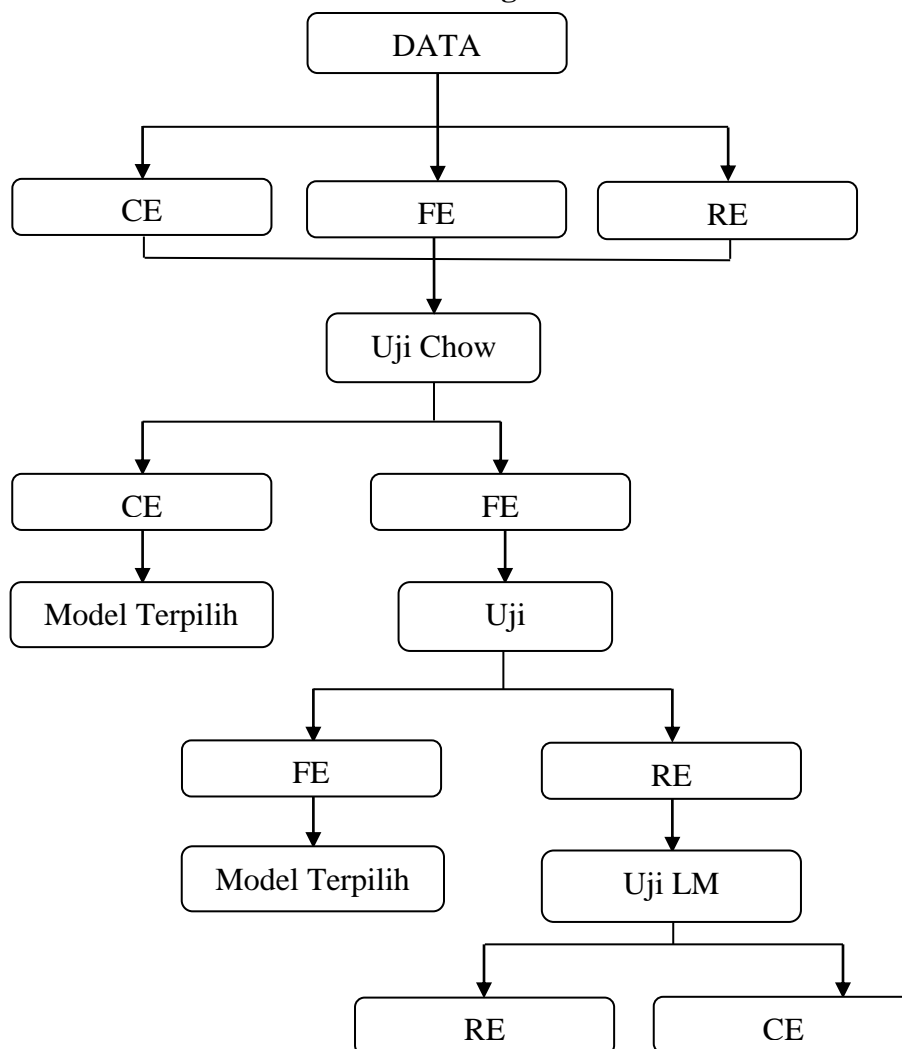 DATA
CE
FE
RE
Uji Chow
CE
FE
Model Terpilih
Uji
FE
RE
Model Terpilih
Uji LM
RE
CE